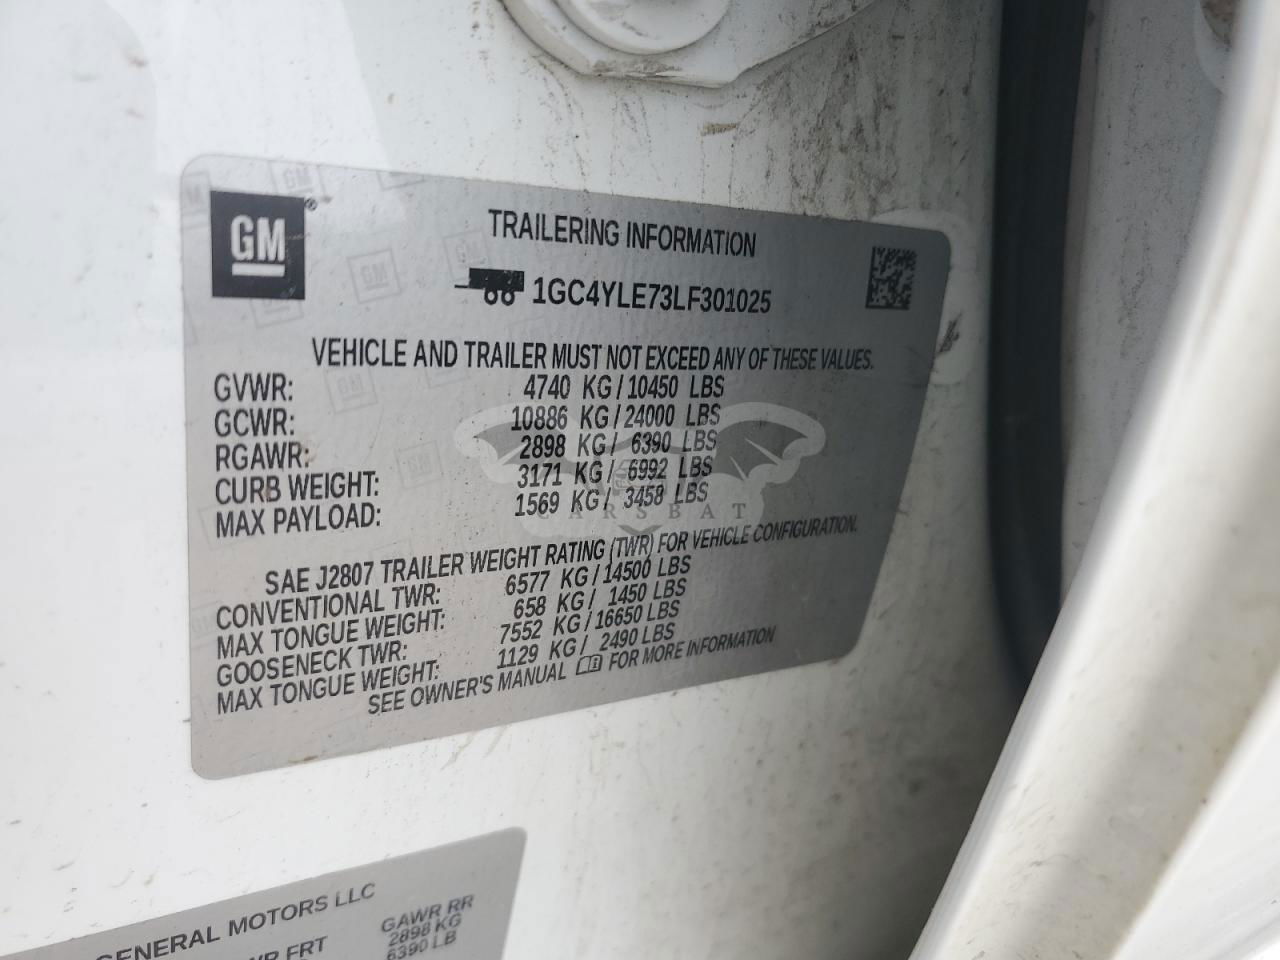 GM
TRAILERING INFORMATION
1GC4YLE73LF301025
VEHICLE AND TRAILER MUST NOT EXCEED ANY OF THESE VALUES.
GVWR: 4740 KG/10450 LBS
GCWR: 10886 KG/24000 LBS
RGAWR: 2898 KG/ 6390 LBS
CURB WEIGHT: 3171 KG/ 6992 LBS
MAX PAYLOAD: 1569 KG/ 3458 LBS
CARSBAT
SAE J2807 TRAILER WEIGHT RATING (TWR) FOR VEHICLE CONFIGURATION.
CONVENTIONAL TWR: 6577 KG/14500 LBS
MAX TONGUE WEIGHT: 658 KG/ 1450 LBS
GOOSENECK TWR: 7552 KG/16650 LBS
MAX TONGUE WEIGHT: 1129 KG/ 2490 LBS
SEE OWNER'S MANUAL FOR MORE INFORMATION
GENERAL MOTORS LLC
FRT GAWR RR
2898 KG
6390 LB